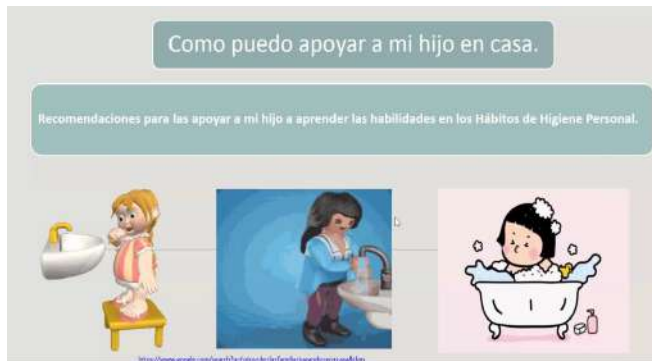 Como puedo apoyar a mi hijo en casa.
Recomendaciones para las apoyar a mi hijo a aprender las habilidades en los Hábitos de Higiene Personal.